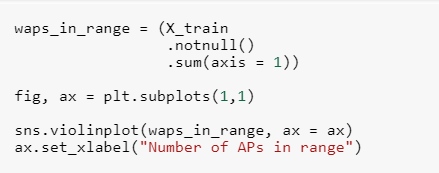 waps_in_range = (X_train
                 .notnull()
                 .sum(axis = 1))
fig, ax = plt.subplots(1,1)
sns.violinplot(waps_in_range, ax = ax)
ax.set_xlabel("Number of APs in range")